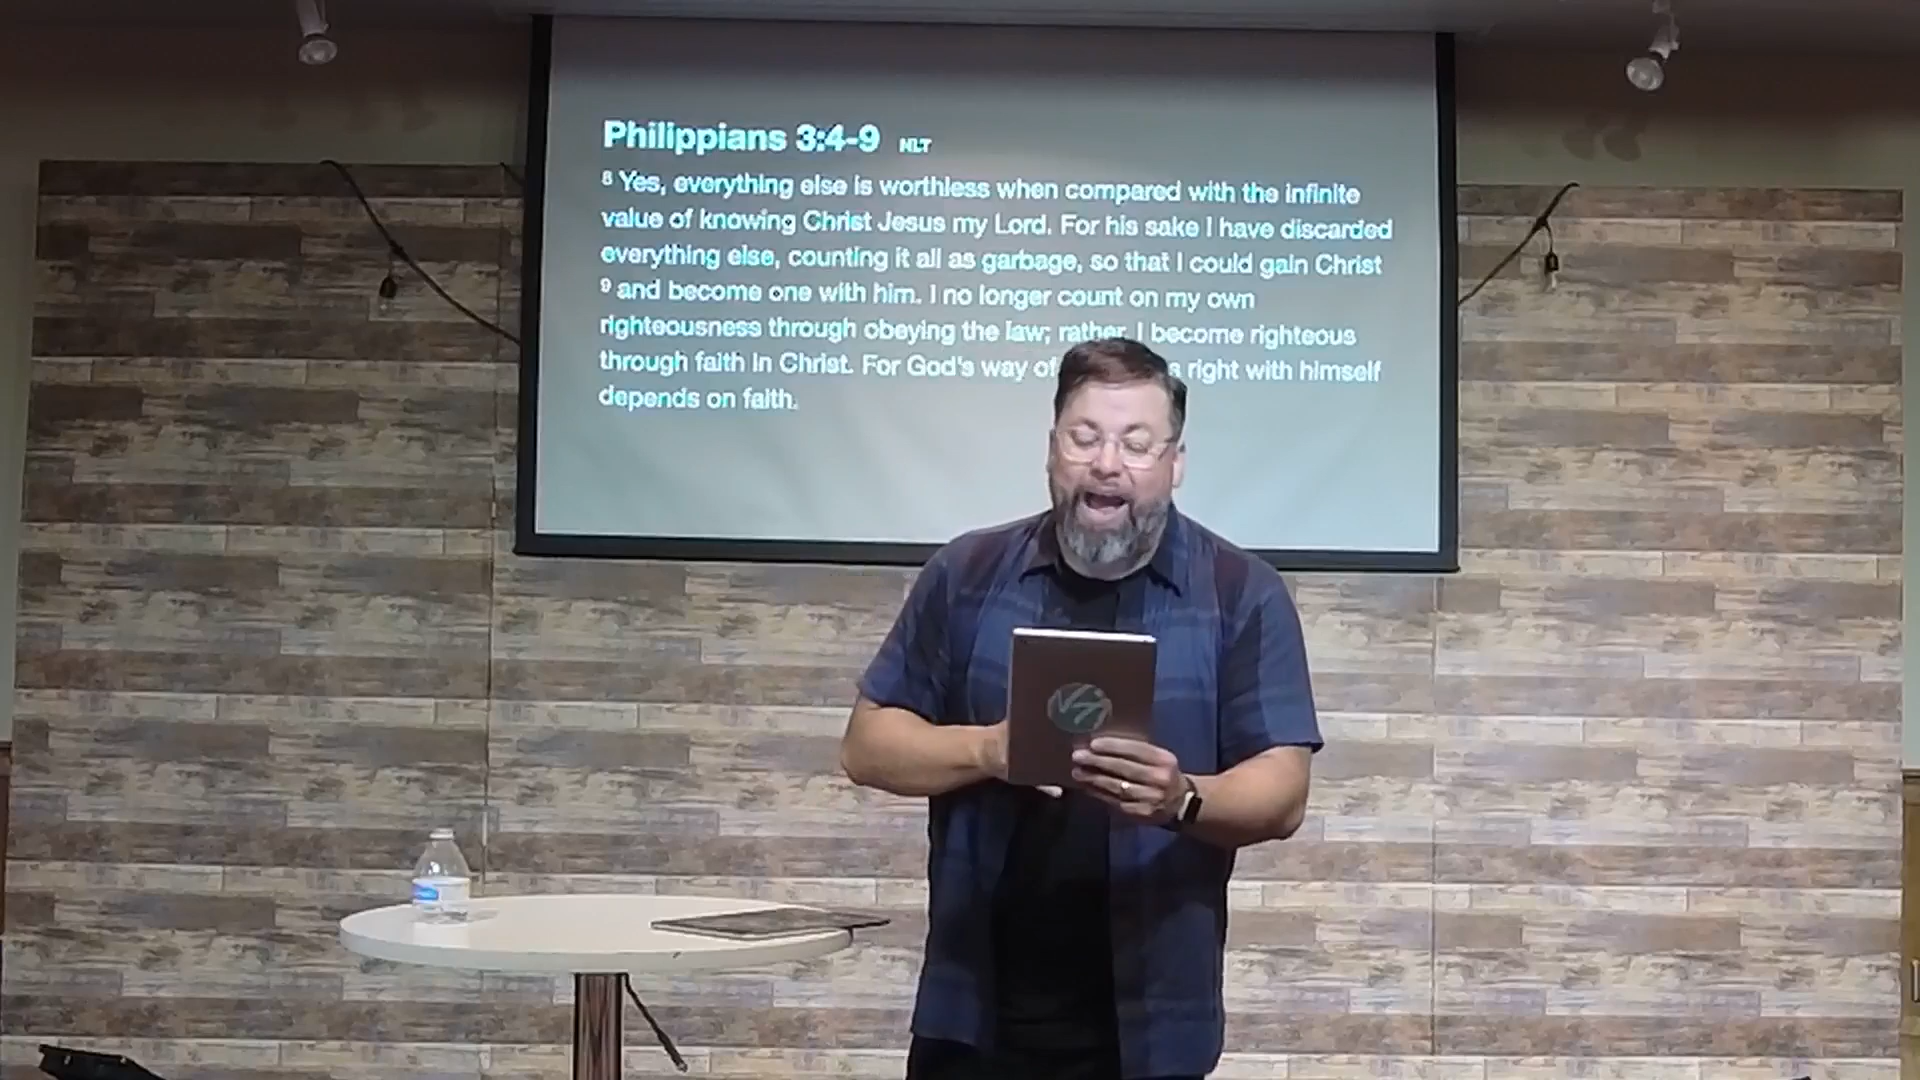 Philippians 3:4-9 NLT
8 Yes, everything else is worthless when compared with the infinite
value of knowing Christ Jesus my Lord. For his sake I have discarded
everything else, counting it all as garbage, so that I could gain Christ
9 and become one with him. I no longer count on my own
righteousness through obeying the law; rather, I become righteous
through faith in Christ. For God's way of right with himself
depends on faith.